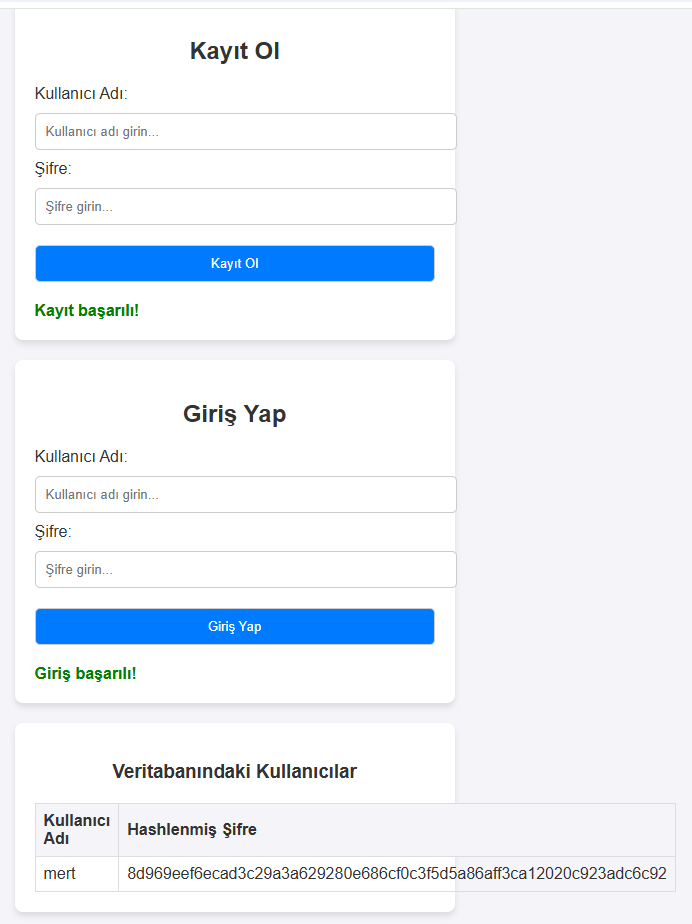 Kayıt Ol
Kullanıcı Adı:
Kullanıcı adı girin...
Şifre:
Şifre girin...
Kayıt Ol
Kayıt başarılı!
Giriş Yap
Kullanıcı Adı:
Kullanıcı adı girin...
Şifre:
Şifre girin...
Giriş Yap
Giriş başarılı!
Veritabanındaki Kullanıcılar
Kullanıcı
Adı
Hashlenmiş Şifre
mert
8d969eef6ecad3c29a3a629280e686cf0c3f5d5a86aff3ca12020c923adc6c92